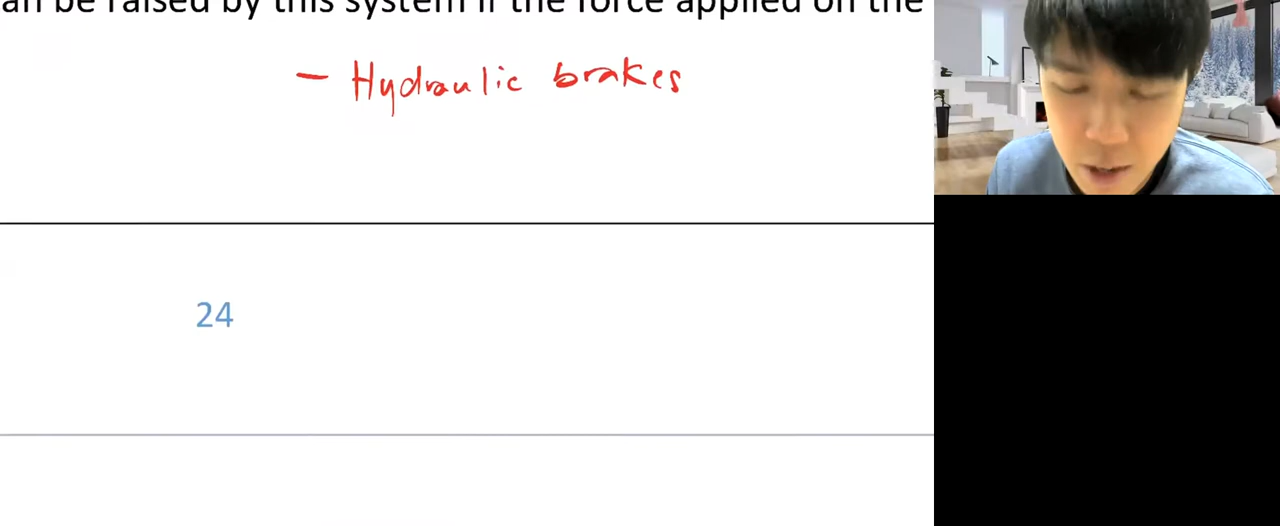 an be raised by this system if the force applied on the
– Hydraulic brakes
24